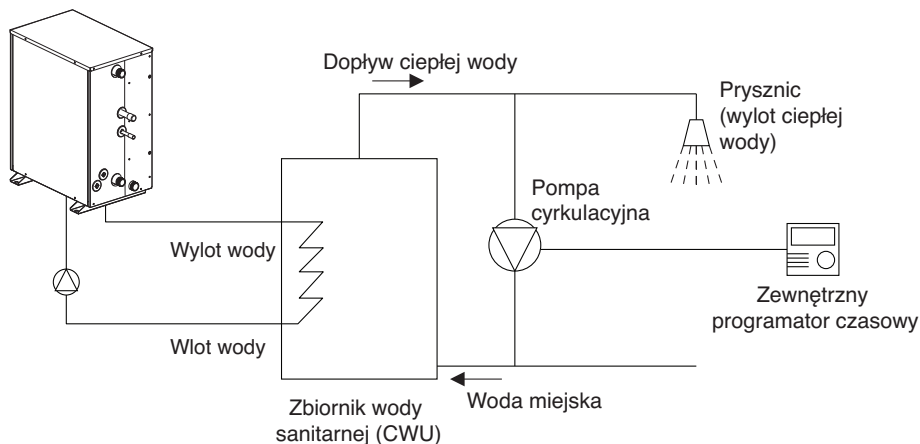 Dopływ ciepłej wody
Prysznic
(wylot ciepłej
wody)
Pompa
cyrkulacyjna
Wylot wody
Wlot wody
Zewnętrzny
programator czasowy
Woda miejska
Zbiornik wody
sanitarnej (CWU)